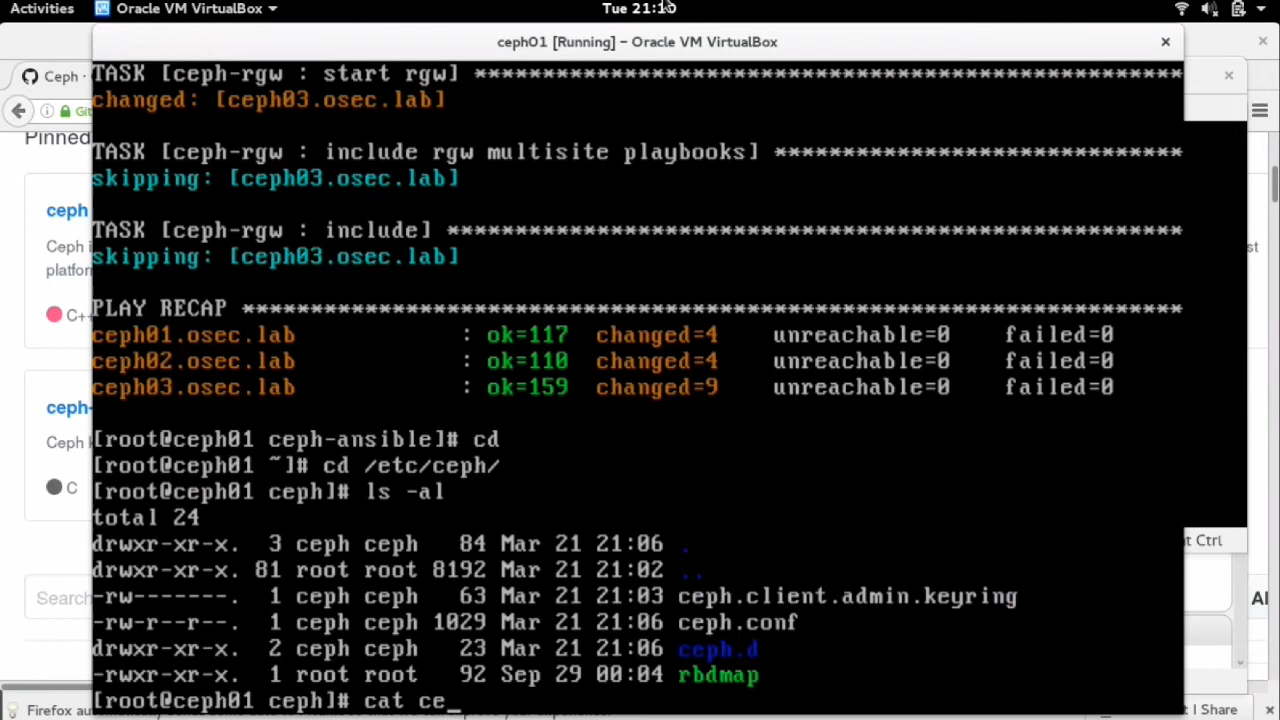 Activities Oracle VM VirtualBox Tue 21:10
ceph01 [Running] - Oracle VM VirtualBox
Ceph ·
Pinned
ceph
Ceph i
platfor
C++
ceph-
Ceph k
C
Search
TASK [ceph-rgw : start rgw] ****************************************************
changed: [ceph03.osec.lab]
TASK [ceph-rgw : include rgw multisite playbooks] ******************************
skipping: [ceph03.osec.lab]
TASK [ceph-rgw : include] ******************************************************
skipping: [ceph03.osec.lab]
PLAY RECAP *********************************************************************
ceph01.osec.lab : ok=117 changed=4 unreachable=0 failed=0
ceph02.osec.lab : ok=110 changed=4 unreachable=0 failed=0
ceph03.osec.lab : ok=159 changed=9 unreachable=0 failed=0
[root@ceph01 ceph-ansible]# cd
[root@ceph01 ~]# cd /etc/ceph/
[root@ceph01 ceph]# ls -al
total 24
drwxr-xr-x. 3 ceph ceph 84 Mar 21 21:06 .
drwxr-xr-x. 81 root root 8192 Mar 21 21:02 ..
-rw-------. 1 ceph ceph 63 Mar 21 21:03 ceph.client.admin.keyring
-rw-r--r--. 1 ceph ceph 1029 Mar 21 21:06 ceph.conf
drwxr-xr-x. 2 ceph ceph 23 Mar 21 21:06 ceph.d
-rwxr-xr-x. 1 root root 92 Sep 29 00:04 rbdmap
[root@ceph01 ceph]# cat ce_
st
t Ctrl
Al
Firefox
t I Share